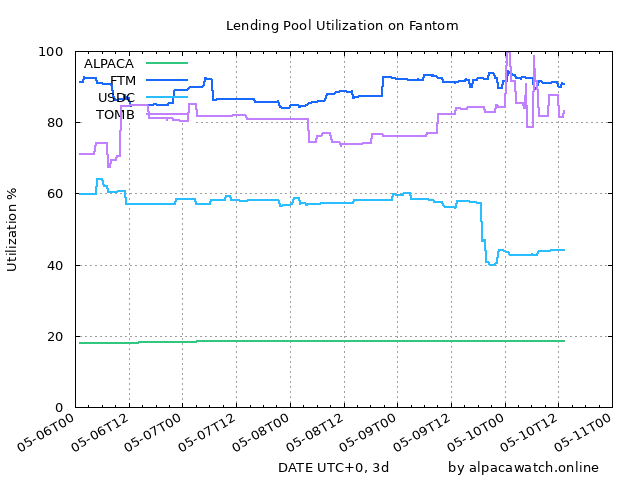 Lending Pool Utilization on Fantom
100
80
60
40
20
0
Utilization %
ALPACA
FTM
USDC
TOMB
05-06T00
05-06T12
05-07T00
05-07T12
05-08T00
05-08T12
05-09T00
05-09T12
05-10T00
05-10T12
05-11T00
DATE UTC+0, 3d
by alpacawatch.online